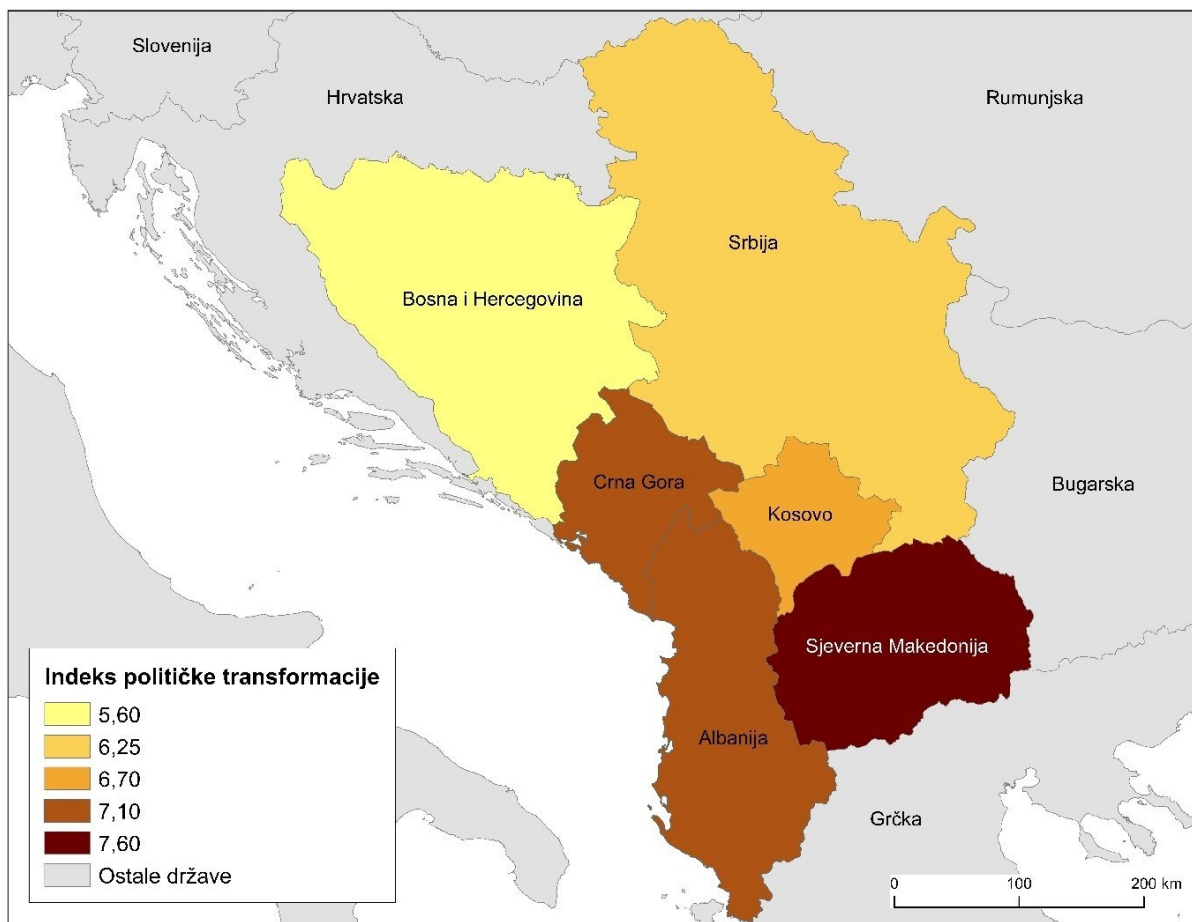 Slovenija
Hrvatska
Rumunjska
Srbija
Bosna i Hercegovina
Crna Gora
Kosovo
Bugarska
Sjeverna Makedonija
Albanija
Grčka
Indeks političke transformacije
5,60
6,25
6,70
7,10
7,60
Ostale države
0 100 200 km